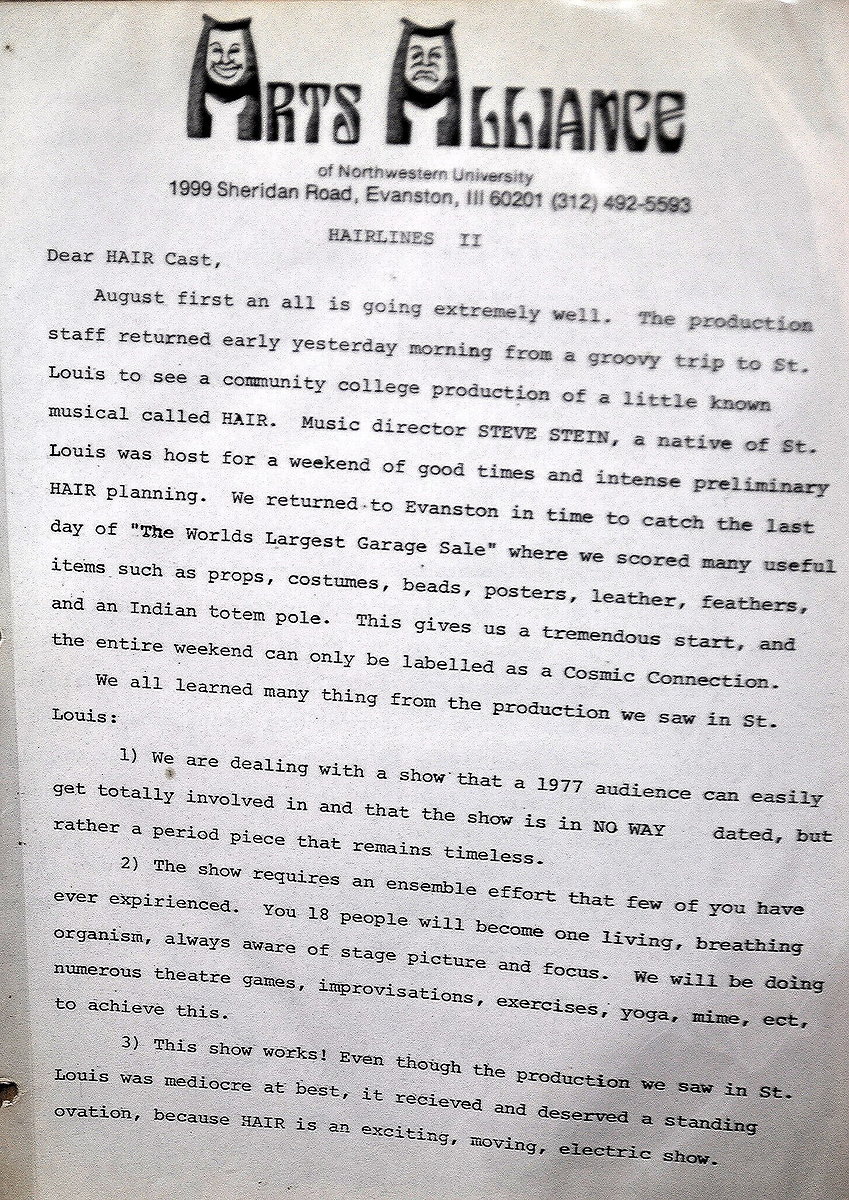 ARTS ALLIANCE
of Northwestern University
1999 Sheridan Road, Evanston, Ill 60201 (312) 492-5593
HAIRLINES II
Dear HAIR Cast,
August first an all is going extremely well. The production
staff returned early yesterday morning from a groovy trip to St.
Louis to see a community college production of a little known
musical called HAIR. Music director STEVE STEIN, a native of St.
Louis was host for a weekend of good times and intense preliminary
HAIR planning. We returned to Evanston in time to catch the last
day of "The Worlds Largest Garage Sale" where we scored many useful
items such as props, costumes, beads, posters, leather, feathers,
and an Indian totem pole. This gives us a tremendous start, and
the entire weekend can only be labelled as a Cosmic Connection.
We all learned many thing from the production we saw in St.
Louis:
1) We are dealing with a show that a 1977 audience can easily
get totally involved in and that the show is in NO WAY dated, but
rather a period piece that remains timeless.
2) The show requires an ensemble effort that few of you have
ever expirienced. You 18 people will become one living, breathing
organism, always aware of stage picture and focus. We will be doing
numerous theatre games, improvisations, exercises, yoga, mime, ect,
to achieve this.
3) This show works! Even though the production we saw in St.
Louis was mediocre at best, it recieved and deserved a standing
ovation, because HAIR is an exciting, moving, electric show.